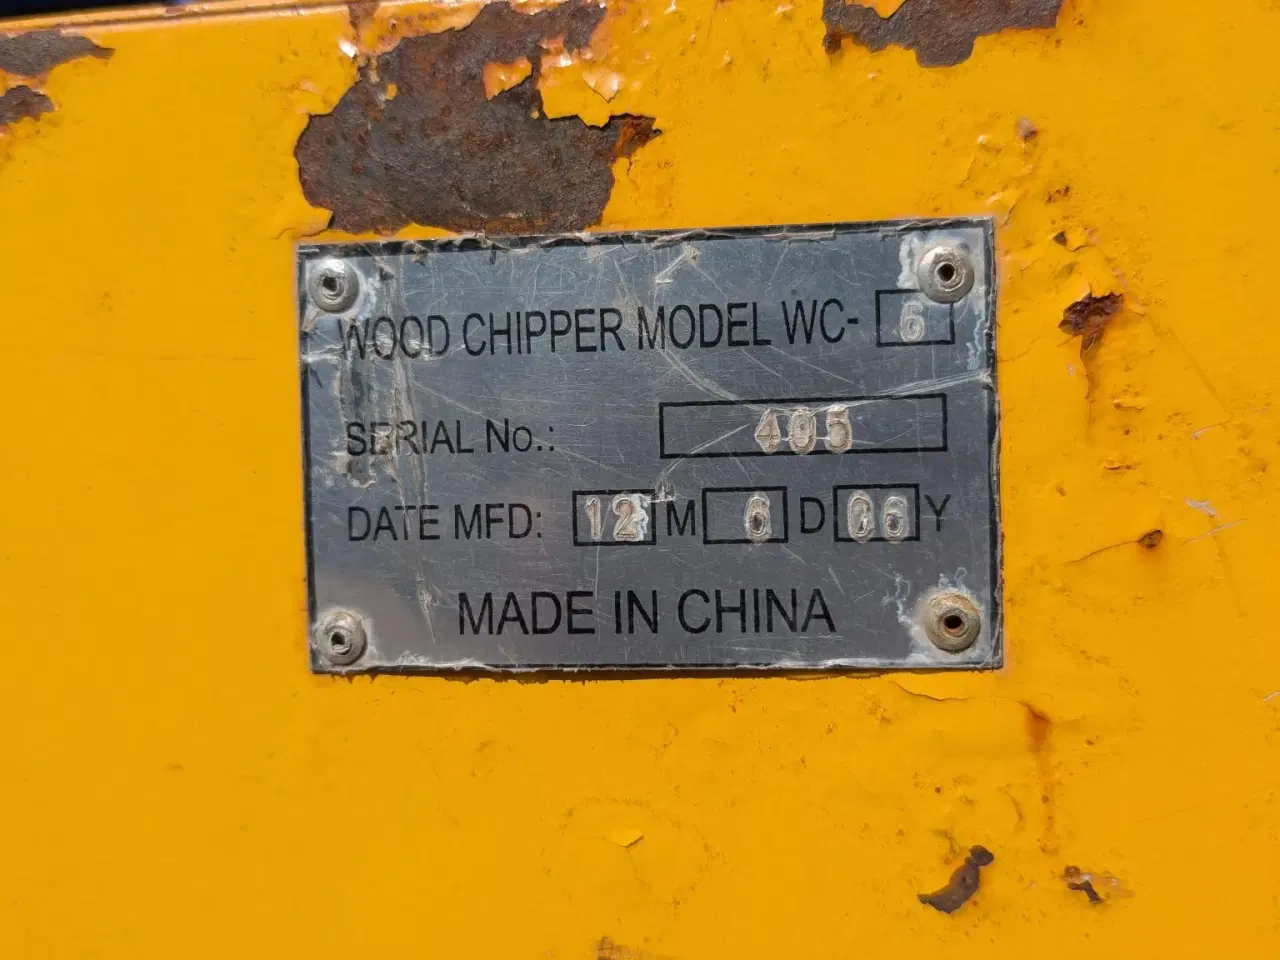 WOOD CHIPPER MODEL WC- 6
SERIAL No.: 405
DATE MFD: 12 M 6 D 06 Y
MADE IN CHINA